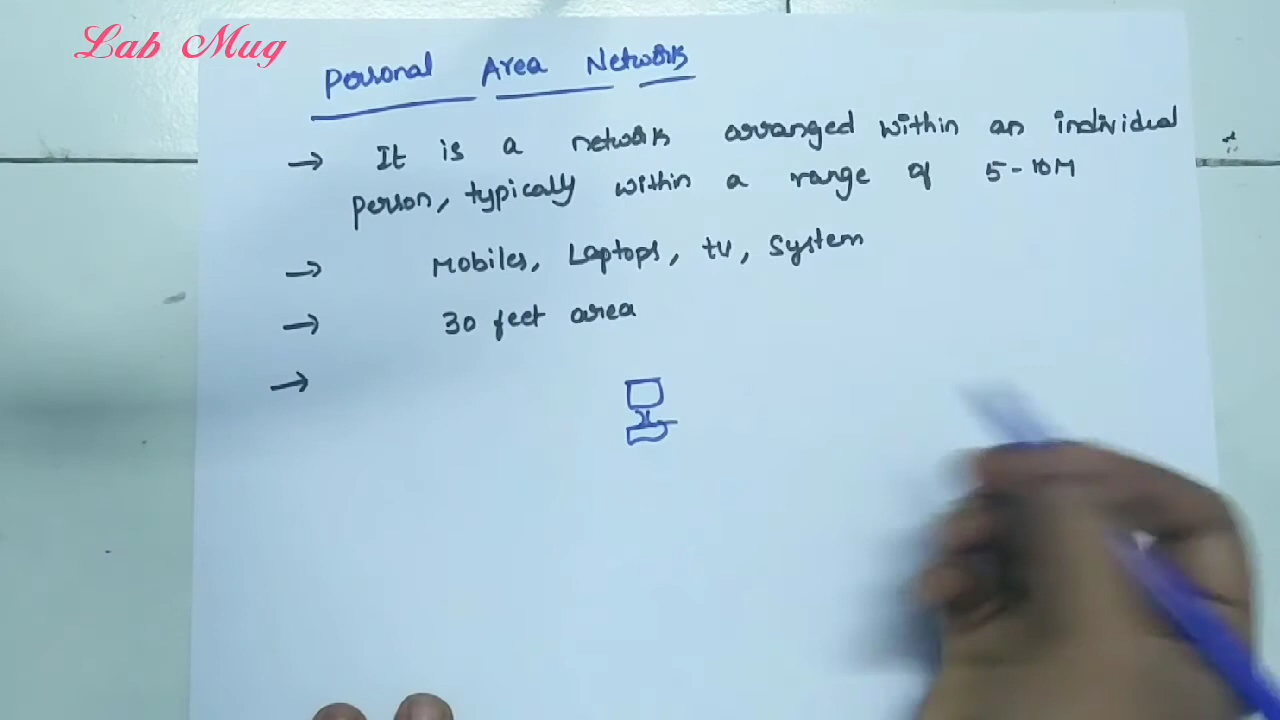 Lab Mug
Personal Area Network
→ It is a network arranged within an individual
person, typically within a range of 5-10M
→ Mobiles, Laptops, tv, System
→ 30 feet area
→